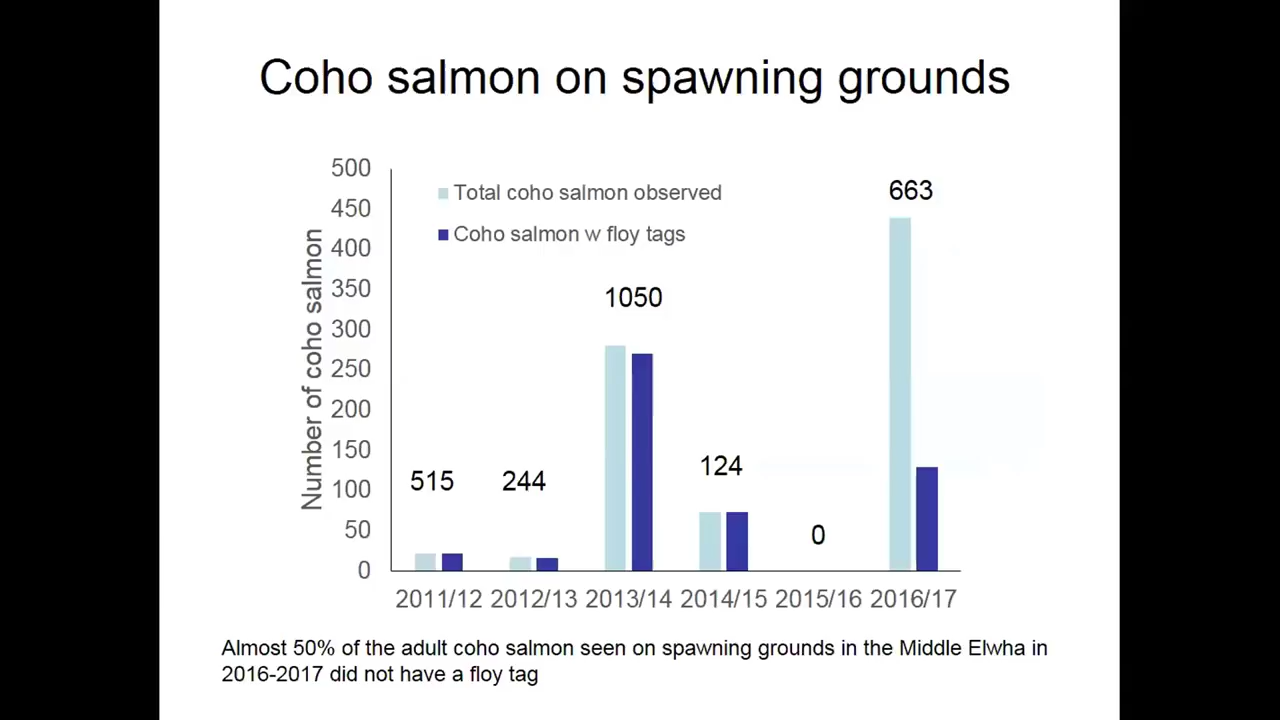 Coho salmon on spawning grounds
Number of coho salmon
500
450
400
350
300
250
200
150
100
50
0
Total coho salmon observed
Coho salmon w floy tags
515
244
1050
124
0
663
2011/12 2012/13 2013/14 2014/15 2015/16 2016/17
Almost 50% of the adult coho salmon seen on spawning grounds in the Middle Elwha in
2016-2017 did not have a floy tag